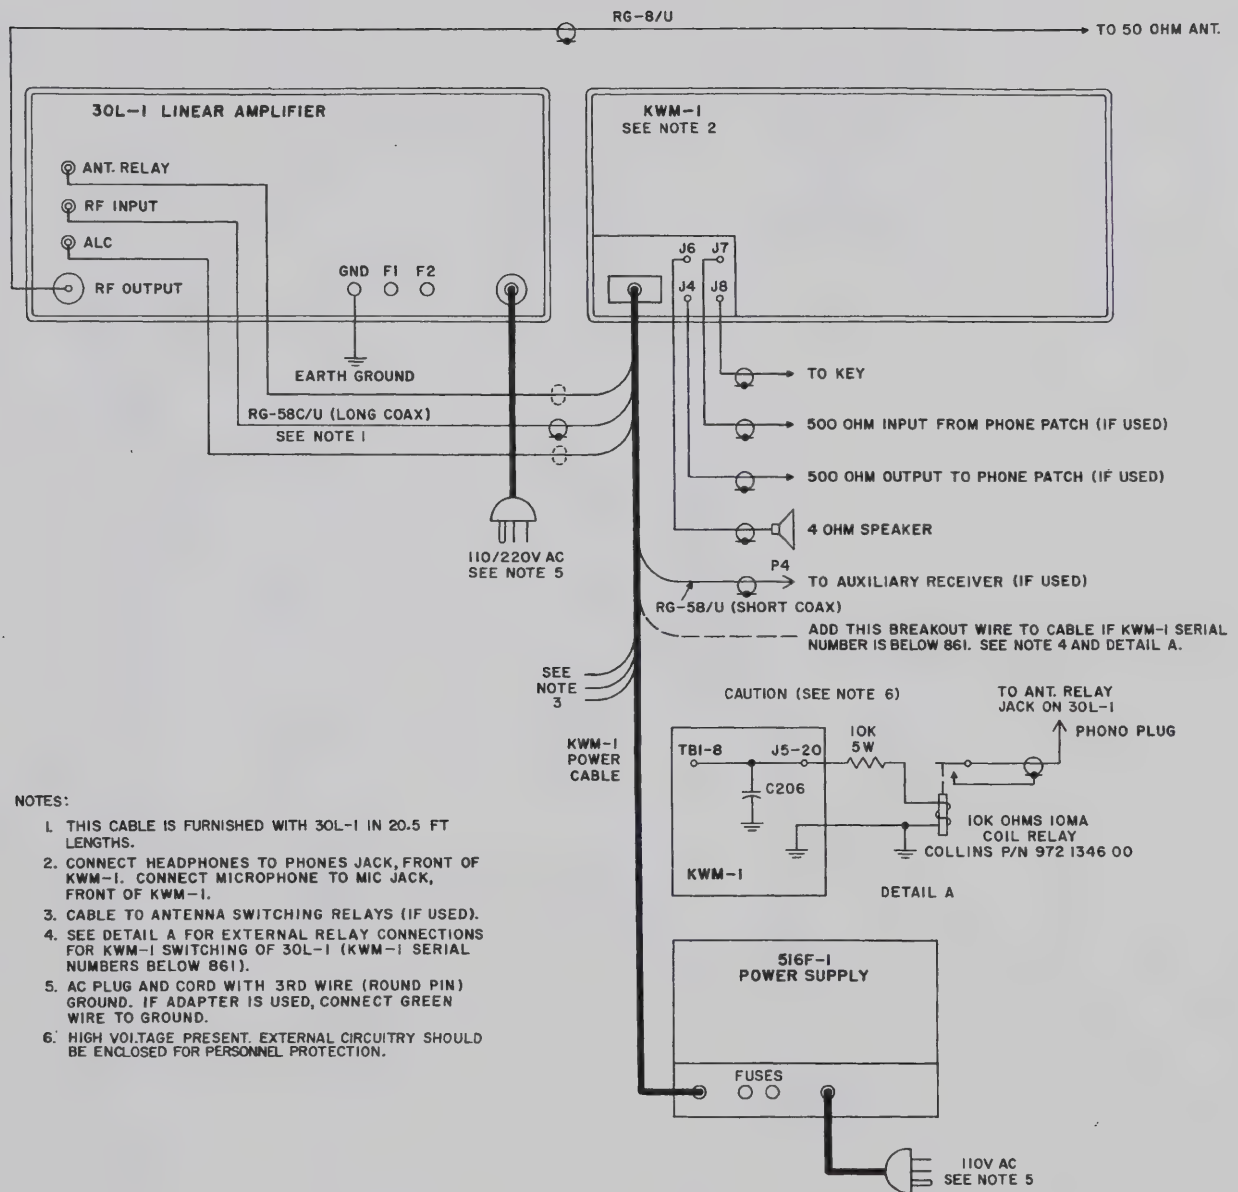 RG-8/U
TO 50 OHM ANT.
30L-1 LINEAR AMPLIFIER
ANT. RELAY
RF INPUT
ALC
RF OUTPUT
GND F1 F2
EARTH GROUND
RG-58C/U (LONG COAX)
SEE NOTE 1
110/220V AC
SEE NOTE 5
KWM-1
SEE NOTE 2
J6 J7
J4 J8
TO KEY
500 OHM INPUT FROM PHONE PATCH (IF USED)
500 OHM OUTPUT TO PHONE PATCH (IF USED)
4 OHM SPEAKER
P4
TO AUXILIARY RECEIVER (IF USED)
RG-58/U (SHORT COAX)
ADD THIS BREAKOUT WIRE TO CABLE IF KWM-1 SERIAL
NUMBER IS BELOW 861. SEE NOTE 4 AND DETAIL A.
SEE
NOTE
3
KWM-1
POWER
CABLE
CAUTION (SEE NOTE 6)
TO ANT. RELAY
JACK ON 30L-1
PHONO PLUG
10K
5W
TB1-8 J5-20
C206
KWM-1
10K OHMS 10MA
COIL RELAY
COLLINS P/N 972 1346 00
DETAIL A
NOTES:
1. THIS CABLE IS FURNISHED WITH 30L-1 IN 20.5 FT
LENGTHS.
2. CONNECT HEADPHONES TO PHONES JACK, FRONT OF
KWM-1. CONNECT MICROPHONE TO MIC JACK,
FRONT OF KWM-1.
3. CABLE TO ANTENNA SWITCHING RELAYS (IF USED).
4. SEE DETAIL A FOR EXTERNAL RELAY CONNECTIONS
FOR KWM-1 SWITCHING OF 30L-1 (KWM-1 SERIAL
NUMBERS BELOW 861).
5. AC PLUG AND CORD WITH 3RD WIRE (ROUND PIN)
GROUND. IF ADAPTER IS USED, CONNECT GREEN
WIRE TO GROUND.
6. HIGH VOLTAGE PRESENT. EXTERNAL CIRCUITRY SHOULD
BE ENCLOSED FOR PERSONNEL PROTECTION.
516F-1
POWER SUPPLY
FUSES
110V AC
SEE NOTE 5